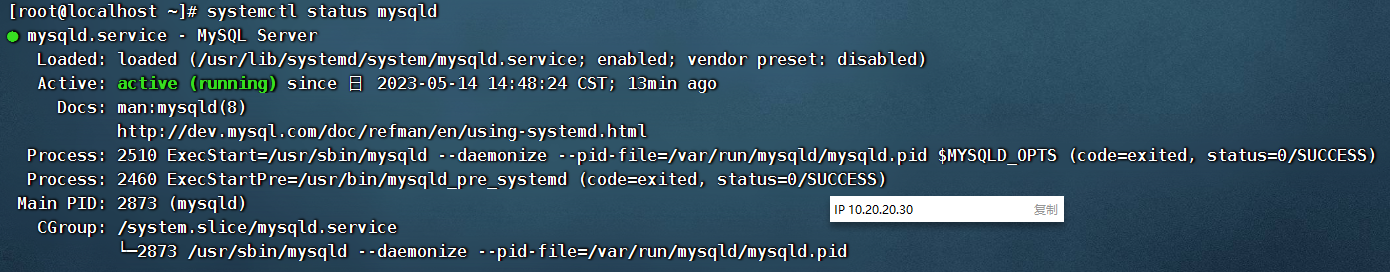 [root@localhost ~]# systemctl status mysqld
● mysqld.service - MySQL Server
   Loaded: loaded (/usr/lib/systemd/system/mysqld.service; enabled; vendor preset: disabled)
   Active: active (running) since 日 2023-05-14 14:48:24 CST; 13min ago
     Docs: man:mysqld(8)
           http://dev.mysql.com/doc/refman/en/using-systemd.html
  Process: 2510 ExecStart=/usr/sbin/mysqld --daemonize --pid-file=/var/run/mysqld/mysqld.pid $MYSQLD_OPTS (code=exited, status=0/SUCCESS)
  Process: 2460 ExecStartPre=/usr/bin/mysqld_pre_systemd (code=exited, status=0/SUCCESS)
 Main PID: 2873 (mysqld)
IP 10.20.20.30 复制
   CGroup: /system.slice/mysqld.service
           └─2873 /usr/sbin/mysqld --daemonize --pid-file=/var/run/mysqld/mysqld.pid